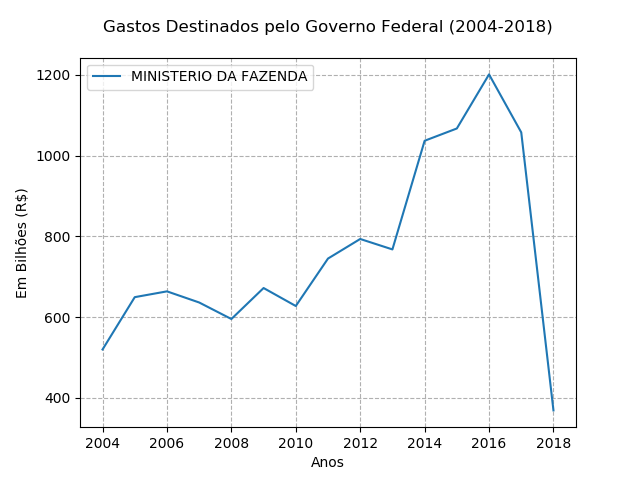 Gastos Destinados pelo Governo Federal (2004-2018)
MINISTERIO DA FAZENDA
1200
1000
800
600
400
Em Bilhões (R$)
2004 2006 2008 2010 2012 2014 2016 2018
Anos